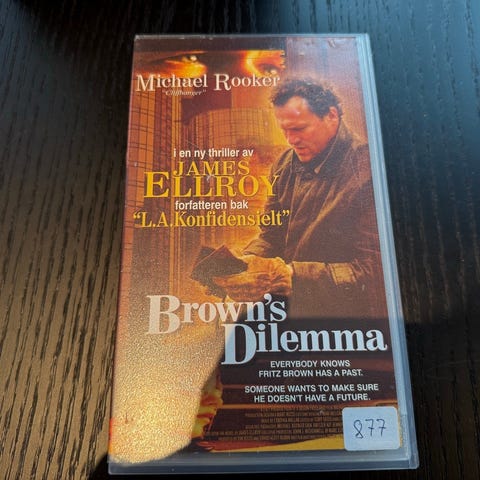 Michael Rooker
"Cliffhanger"
i en ny thriller av
JAMES
ELLROY
forfatteren bak
"L.A.Konfidensielt"
Brown's
Dilemma
EVERYBODY KNOWS
FRITZ BROWN HAS A PAST.
SOMEONE WANTS TO MAKE SURE
HE DOESN'T HAVE A FUTURE.
877